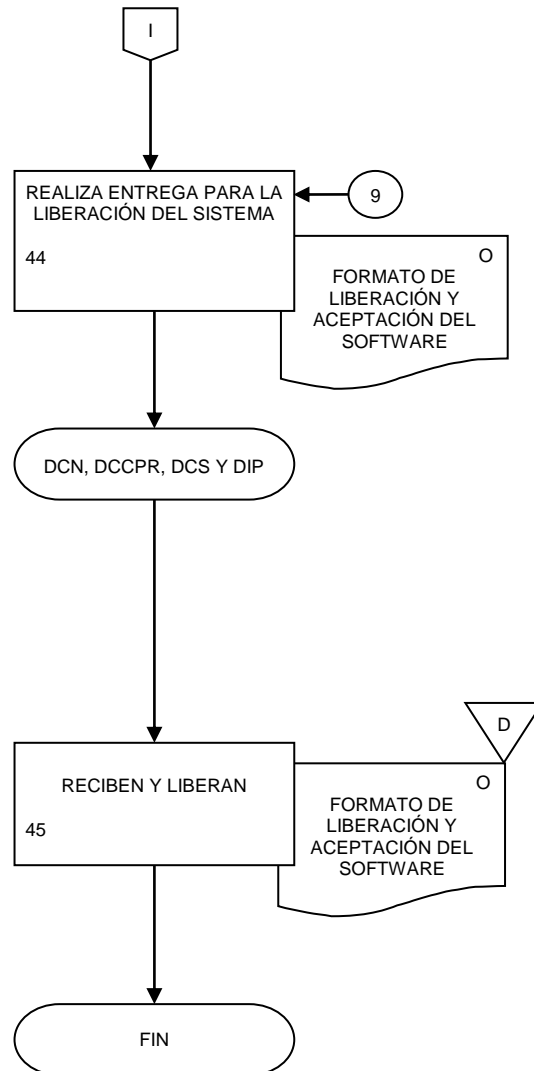 I
REALIZA ENTREGA PARA LA
LIBERACIÓN DEL SISTEMA
9
44
O
FORMATO DE
LIBERACIÓN Y
ACEPTACIÓN DEL
SOFTWARE
DCN, DCCPR, DCS Y DIP
D
RECIBEN Y LIBERAN
45
O
FORMATO DE
LIBERACIÓN Y
ACEPTACIÓN DEL
SOFTWARE
FIN